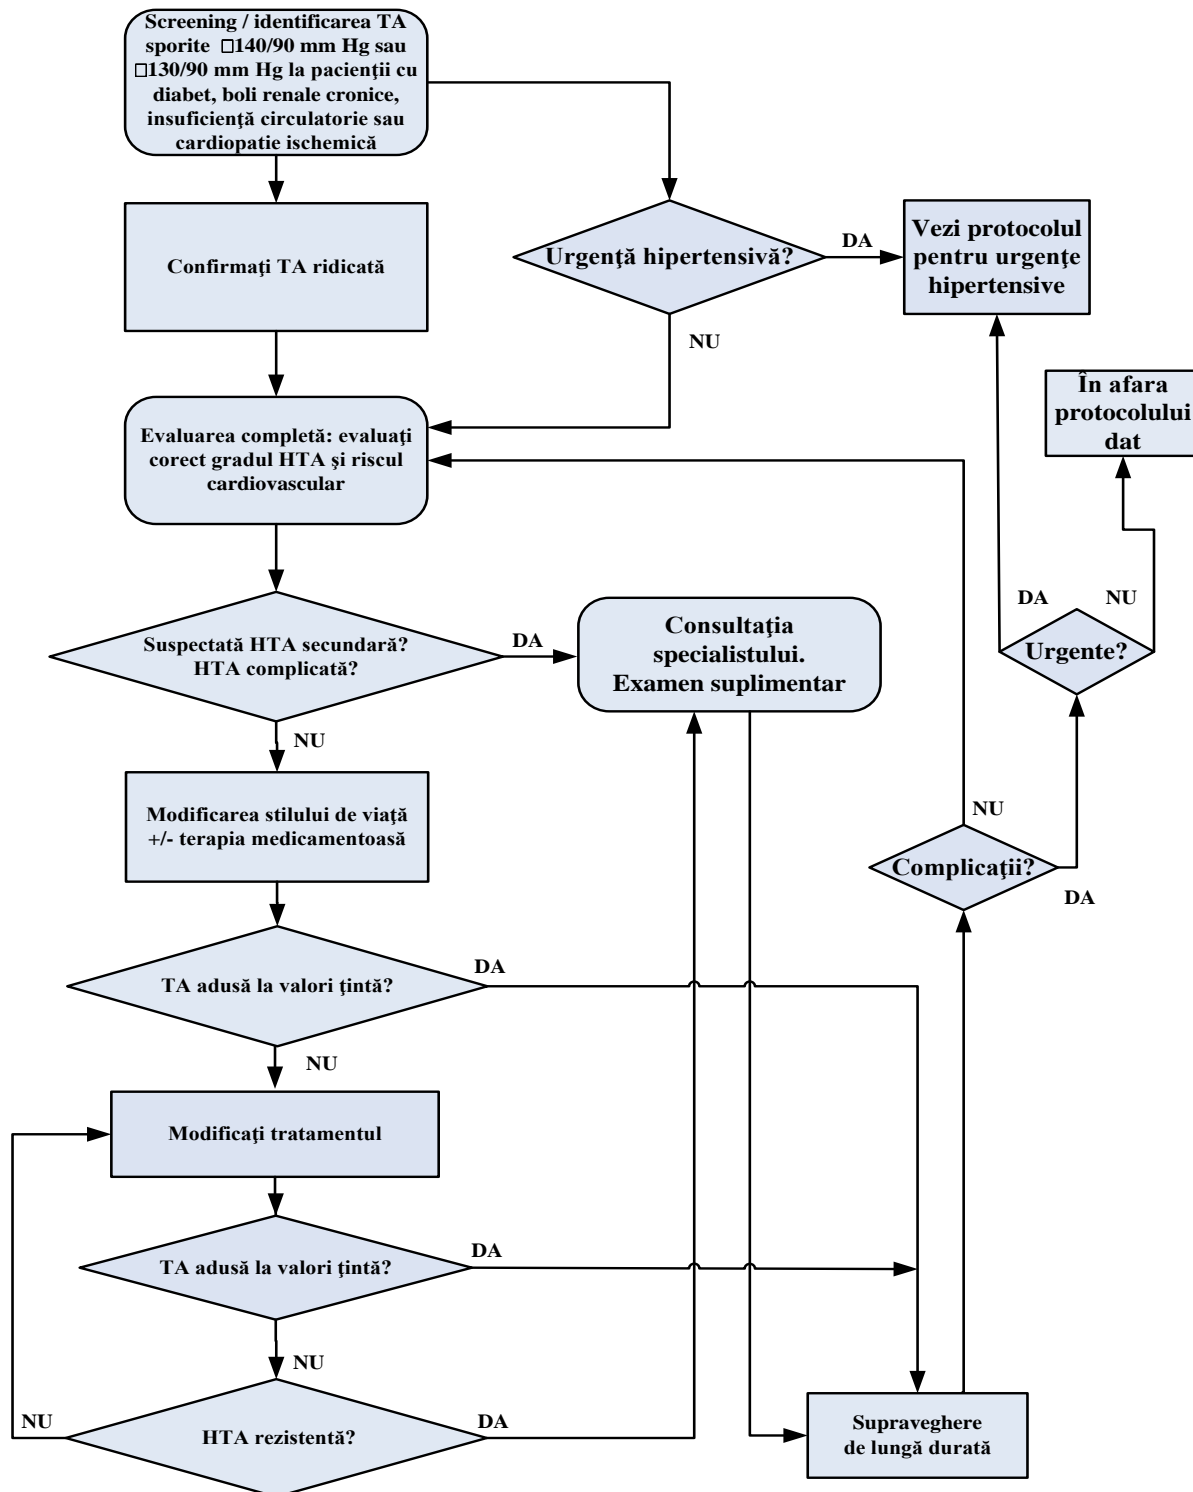 Screening / identificarea TA
sporite □140/90 mm Hg sau
□130/90 mm Hg la pacienţii cu
diabet, boli renale cronice,
insuficienţă circulatorie sau
cardiopatie ischemică
Confirmaţi TA ridicată
Urgenţă hipertensivă?
DA
Vezi protocolul
pentru urgenţe
hipertensive
NU
În afara
protocolului
dat
Evaluarea completă: evaluaţi
corect gradul HTA şi riscul
cardiovascular
DA
NU
Urgente?
Suspectată HTA secundară?
HTA complicată?
DA
Consultaţia
specialistului.
Examen suplimentar
NU
Modificarea stilului de viaţă
+/- terapia medicamentoasă
NU
Complicaţii?
DA
TA adusă la valori ţintă?
DA
NU
Modificaţi tratamentul
TA adusă la valori ţintă?
DA
NU
NU
HTA rezistentă?
DA
Supraveghere
de lungă durată